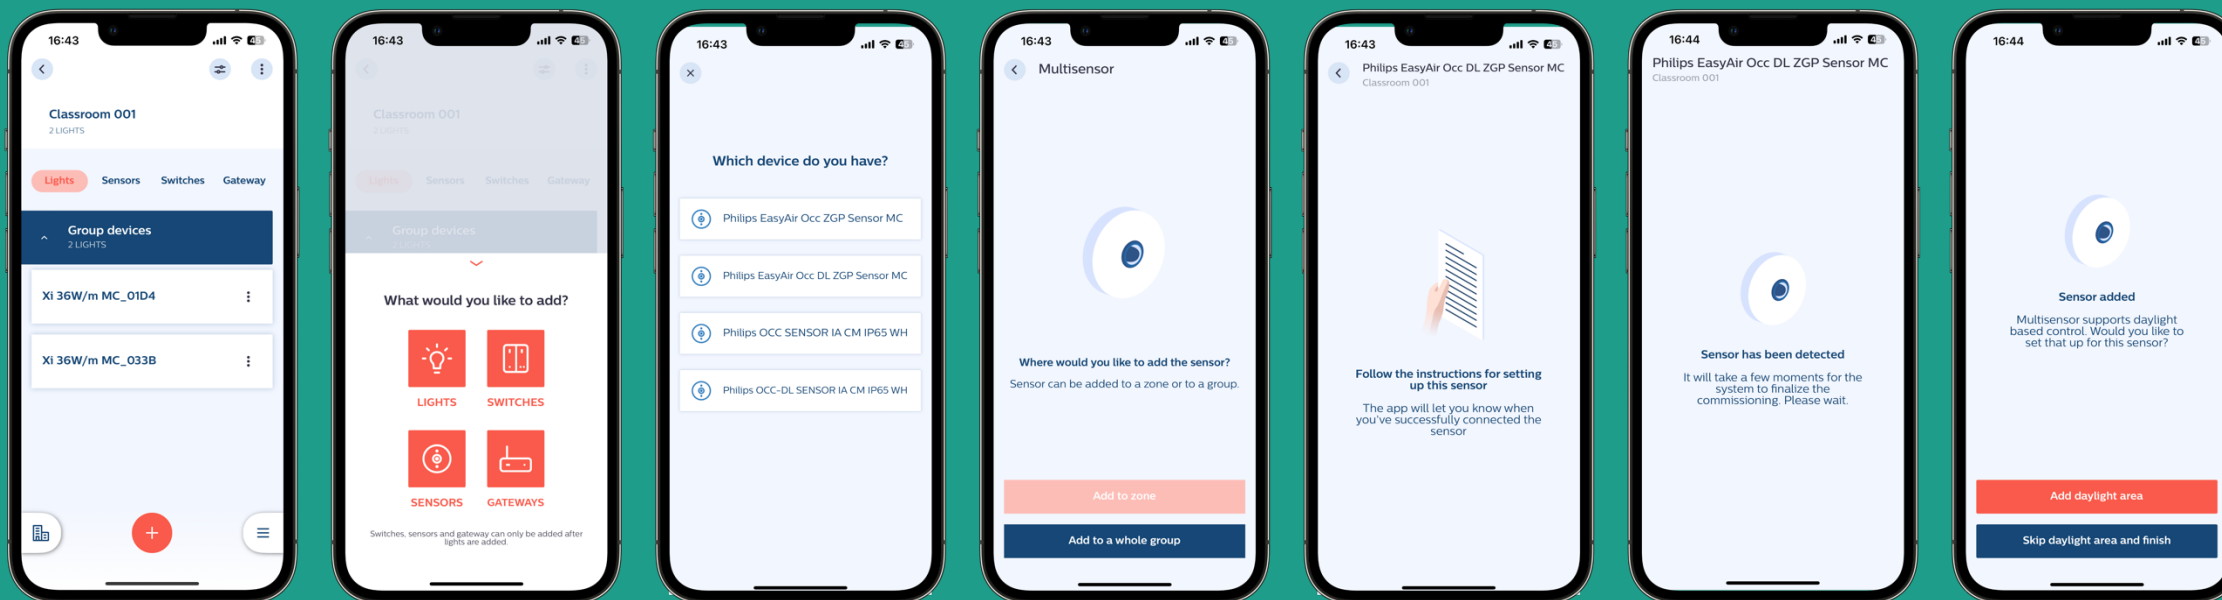 16:43
45
Classroom 001
2 LIGHTS
Lights Sensors Switches Gateway
Group devices
2 LIGHTS
Xi 36W/m MC_01D4
Xi 36W/m MC_033B
16:43
45
Classroom 001
2 LIGHTS
Lights Sensors Switches Gateway
Group devices
2 LIGHTS
What would you like to add?
LIGHTS SWITCHES
SENSORS GATEWAYS
Switches, sensors and gateway can only be added after
lights are added.
16:43
45
Which device do you have?
Philips EasyAir Occ ZGP Sensor MC
Philips EasyAir Occ DL ZGP Sensor MC
Philips OCC SENSOR IA CM IP65 WH
Philips OCC-DL SENSOR IA CM IP65 WH
16:43
45
Multisensor
Where would you like to add the sensor?
Sensor can be added to a zone or to a group.
Add to zone
Add to a whole group
16:43
45
Philips EasyAir Occ DL ZGP Sensor MC
Classroom 001
Follow the instructions for setting
up this sensor
The app will let you know when
you've successfully connected the
sensor
16:44
45
Philips EasyAir Occ DL ZGP Sensor MC
Classroom 001
Sensor has been detected
It will take a few moments for the
system to finalize the
commissioning. Please wait.
16:44
45
Sensor added
Multisensor supports daylight
based control. Would you like to
set that up for this sensor?
Add daylight area
Skip daylight area and finish